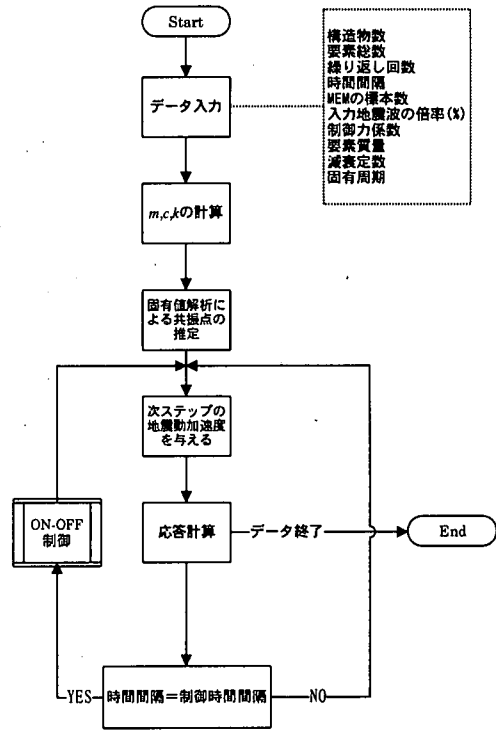 Start
データ入力
構造物数
要素総数
繰り返し回数
時間間隔
MEMの標本数
入力地震波の倍率(%)
制御力係数
要素質量
減衰定数
固有周期
m,c,kの計算
固有値解析に
よる共振点の
推定
次ステップの
地震動加速度
を与える
ON-OFF
制御
応答計算
データ終了
End
YES
時間間隔=制御時間間隔
NO